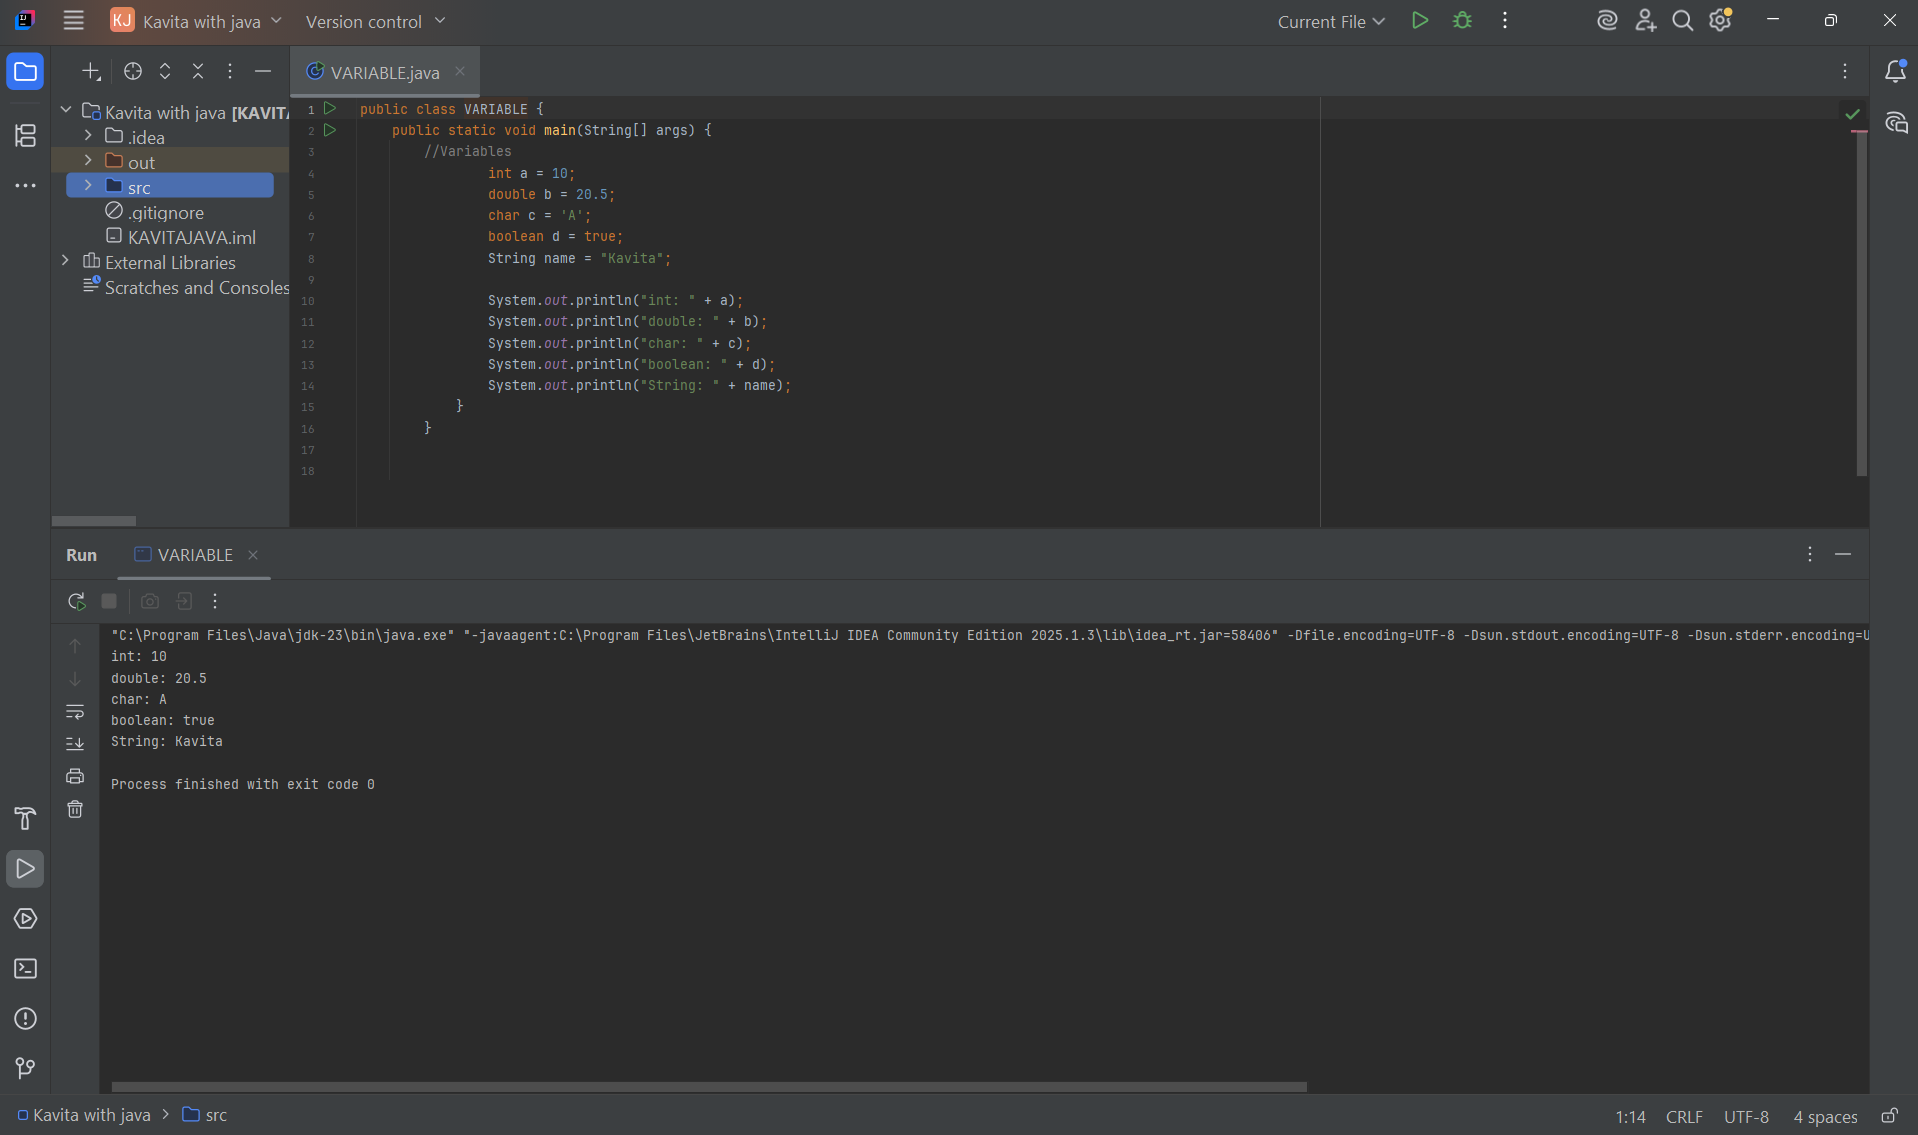 KJ Kavita with java Version control Current File
VARIABLE.java
Kavita with java [KAVITA
.idea
out
src
.gitignore
KAVITAJAVA.iml
External Libraries
Scratches and Consoles
1 public class VARIABLE {
2 public static void main(String[] args) {
3 //Variables
4 int a = 10;
5 double b = 20.5;
6 char c = 'A';
7 boolean d = true;
8 String name = "Kavita";
9
10 System.out.println("int: " + a);
11 System.out.println("double: " + b);
12 System.out.println("char: " + c);
13 System.out.println("boolean: " + d);
14 System.out.println("String: " + name);
15 }
16 }
17
18
Run VARIABLE
"C:\Program Files\Java\jdk-23\bin\java.exe" "-javaagent:C:\Program Files\JetBrains\IntelliJ IDEA Community Edition 2025.1.3\lib\idea_rt.jar=58406" -Dfile.encoding=UTF-8 -Dsun.stdout.encoding=UTF-8 -Dsun.stderr.encoding=U
int: 10
double: 20.5
char: A
boolean: true
String: Kavita
Process finished with exit code 0
Kavita with java > src 1:14 CRLF UTF-8 4 spaces